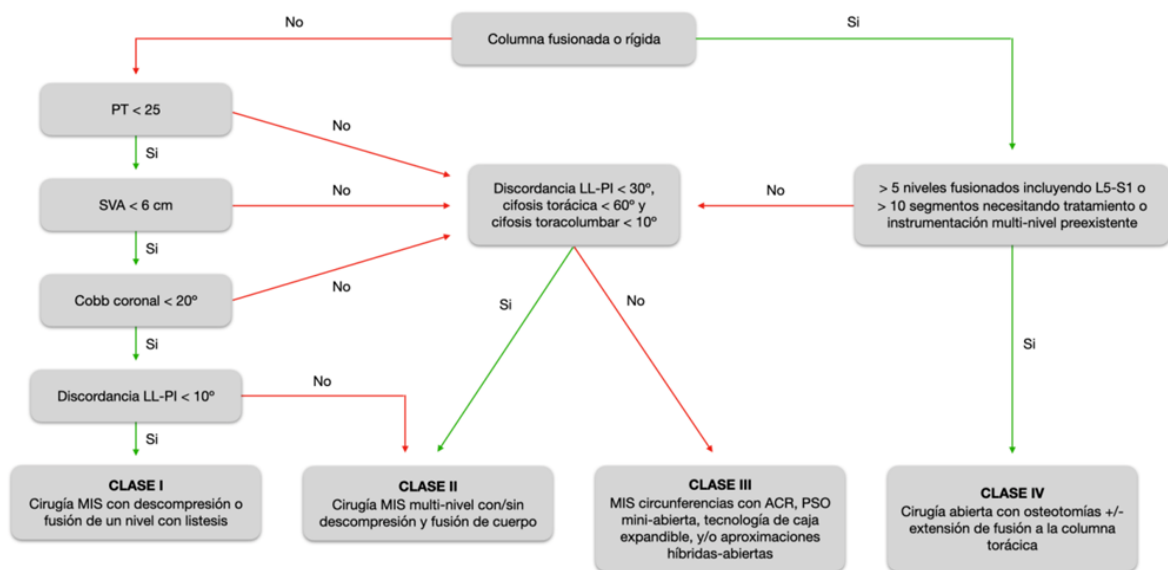 No
Columna fusionada o rígida
Si
PT < 25
No
Si
SVA < 6 cm
No
Discordancia LL-PI < 30º,
cifosis torácica < 60º y
cifosis toracolumbar < 10º
No
> 5 niveles fusionados incluyendo L5-S1 o
> 10 segmentos necesitando tratamiento o
instrumentación multi-nivel preexistente
Si
Cobb coronal < 20º
No
Si
No
Si
Si
Discordancia LL-PI < 10º
No
Si
CLASE I
Cirugía MIS con descompresión o
fusión de un nivel con listesis
CLASE II
Cirugía MIS multi-nivel con/sin
descompresión y fusión de cuerpo
CLASE III
MIS circunferencias con ACR, PSO
mini-abierta, tecnología de caja
expandible, y/o aproximaciones
híbridas-abiertas
CLASE IV
Cirugía abierta con osteotomías +/-
extensión de fusión a la columna
torácica